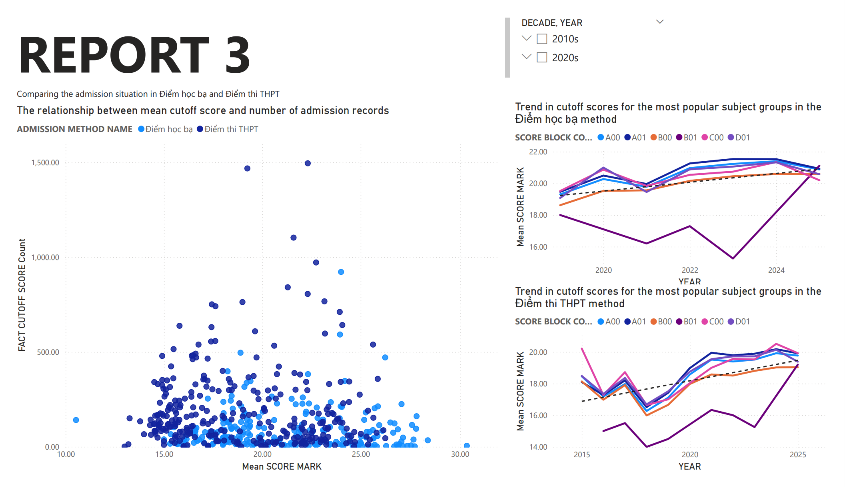 REPORT 3
Comparing the admission situation in Điểm học bạ and Điểm thi THPT
The relationship between mean cutoff score and number of admission records
ADMISSION METHOD NAME Điểm học bạ Điểm thi THPT
FACT CUTOFF SCORE Count
1,500.00
1,000.00
500.00
0.00
10.00 15.00 20.00 25.00 30.00
Mean SCORE MARK
DECADE, YEAR
2010s
2020s
Trend in cutoff scores for the most popular subject groups in the
Điểm học bạ method
SCORE BLOCK CO... A00 A01 B00 B01 C00 D01
Mean SCORE MARK
22.00
20.00
18.00
16.00
2020 2022 2024
YEAR
Trend in cutoff scores for the most popular subject groups in the
Điểm thi THPT method
SCORE BLOCK CO... A00 A01 B00 B01 C00 D01
Mean SCORE MARK
20.00
18.00
16.00
14.00
2015 2020 2025
YEAR